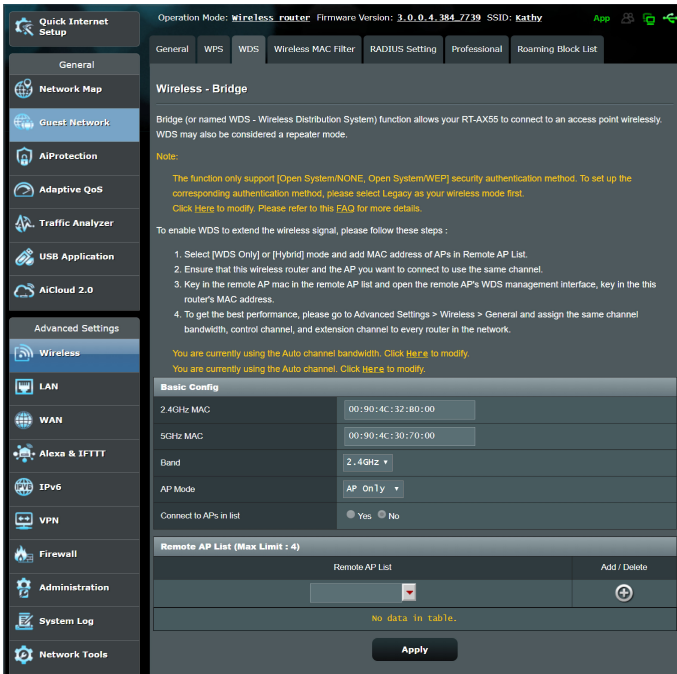 Quick Internet
Setup
Operation Mode: Wireless router Firmware Version: 3.0.0.4.384_7739 SSID: Kathy
App
General
WPS
WDS
Wireless MAC Filter
RADIUS Setting
Professional
Roaming Block List
General
Network Map
Guest Network
AiProtection
Adaptive QoS
Traffic Analyzer
USB Application
AiCloud 2.0
Advanced Settings
Wireless
LAN
WAN
Alexa & IFTTT
IPv6
VPN
Firewall
Administration
System Log
Network Tools
Wireless - Bridge
Bridge (or named WDS - Wireless Distribution System) function allows your RT-AX55 to connect to an access point wirelessly.
WDS may also be considered a repeater mode.
Note:
The function only support [Open System/NONE, Open System/WEP] security authentication method. To set up the
corresponding authentication method, please select Legacy as your wireless mode first.
Click Here to modify. Please refer to this FAQ for more details.
To enable WDS to extend the wireless signal, please follow these steps :
1. Select [WDS Only] or [Hybrid] mode and add MAC address of APs in Remote AP List.
2. Ensure that this wireless router and the AP you want to connect to use the same channel.
3. Key in the remote AP mac in the remote AP list and open the remote AP's WDS management interface, key in the this
router's MAC address.
4. To get the best performance, please go to Advanced Settings > Wireless > General and assign the same channel
bandwidth, control channel, and extension channel to every router in the network.
You are currently using the Auto channel bandwidth. Click Here to modify.
You are currently using the Auto channel. Click Here to modify.
Basic Config
2.4GHz MAC
00:90:4C:32:B0:00
5GHz MAC
00:90:4C:30:70:00
Band
2.4GHz
AP Mode
AP Only
Connect to APs in list
Yes No
Remote AP List (Max Limit : 4)
Remote AP List
Add / Delete
No data in table.
Apply